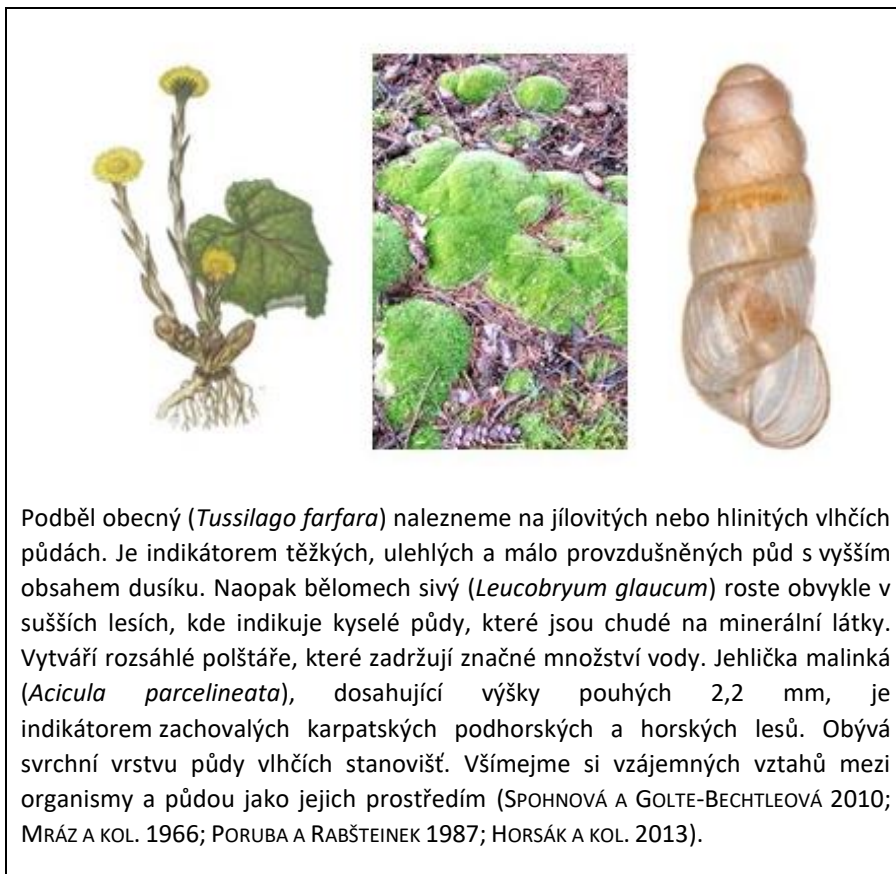 Podběl obecný (Tussilago farfara) nalezneme na jílovitých nebo hlinitých vlhčích
půdách. Je indikátorem těžkých, ulehlých a málo provzdušněných půd s vyšším
obsahem dusíku. Naopak bělomech sivý (Leucobryum glaucum) roste obvykle v
sušších lesích, kde indikuje kyselé půdy, které jsou chudé na minerální látky.
Vytváří rozsáhlé polštáře, které zadržují značné množství vody. Jehlička malinká
(Acicula parcelineata), dosahující výšky pouhých 2,2 mm, je
indikátorem zachovalých karpatských podhorských a horských lesů. Obývá
svrchní vrstvu půdy vlhčích stanovišť. Všímejme si vzájemných vztahů mezi
organismy a půdou jako jejich prostředím (SPOHNOVÁ A GOLTE-BECHTLEOVÁ 2010;
MRÁZ A KOL. 1966; PORUBA A RABŠTEINEK 1987; HORSÁK A KOL. 2013).